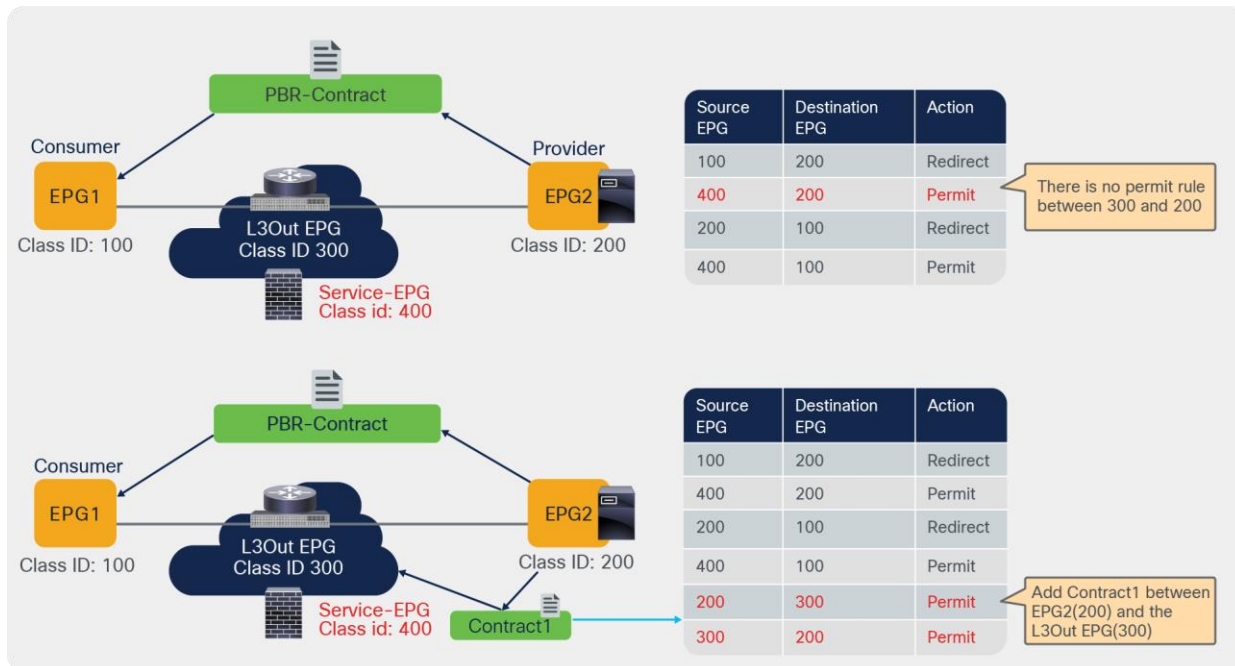 PBR-Contract
Consumer
Provider
EPG1
EPG2
L3Out EPG
Class ID 300
Class ID: 100
Class ID: 200
Service-EPG
Class id: 400
Source EPG Destination EPG Action
100 200 Redirect
400 200 Permit
200 100 Redirect
400 100 Permit
There is no permit rule
between 300 and 200
PBR-Contract
Consumer
EPG1
EPG2
L3Out EPG
Class ID 300
Class ID: 100
Class ID: 200
Service-EPG
Class id: 400
Contract1
Source EPG Destination EPG Action
100 200 Redirect
400 200 Permit
200 100 Redirect
400 100 Permit
200 300 Permit
300 200 Permit
Add Contract1 between
EPG2(200) and the
L3Out EPG(300)